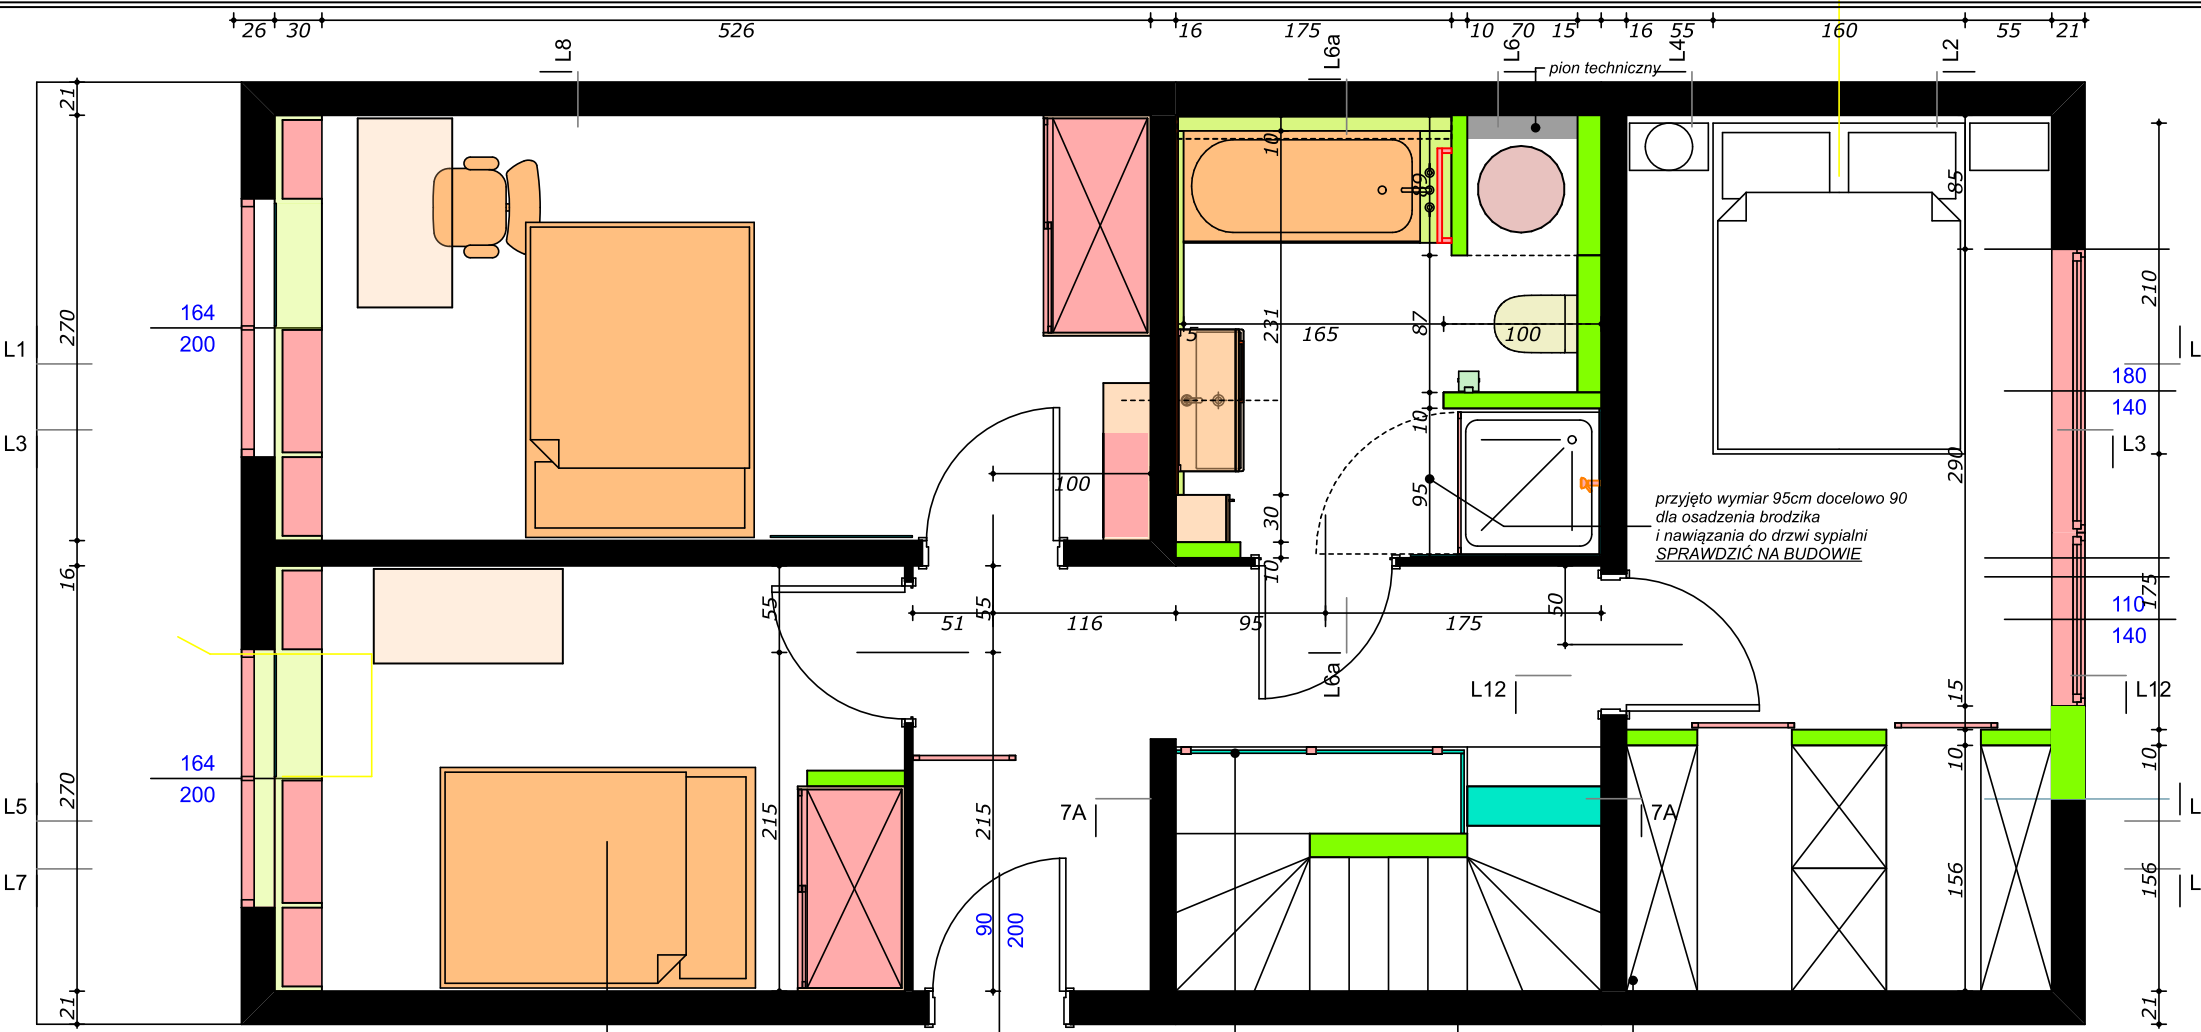 26 30 526 16 175 10 70 15 16 55 160 55 21
L8 L6a L6 L4 L2
pion techniczny
21 10 89 85
270 164 200 231 87 290 210
5 165 100
L1 L
180
140
L3 L3
100 10 95 30
przyjęto wymiar 95cm docelowo 90
dla osadzenia brodzika
i nawiązania do drzwi sypialni
SPRAWDZIĆ NA BUDOWIE
16 55 55 10 50 175
110
140
51 116 95 175
L6a L12 15 L12
164
200
270 215 215 10 10
L5 7A 7A L
L7 156 156 L
90
200
21 21